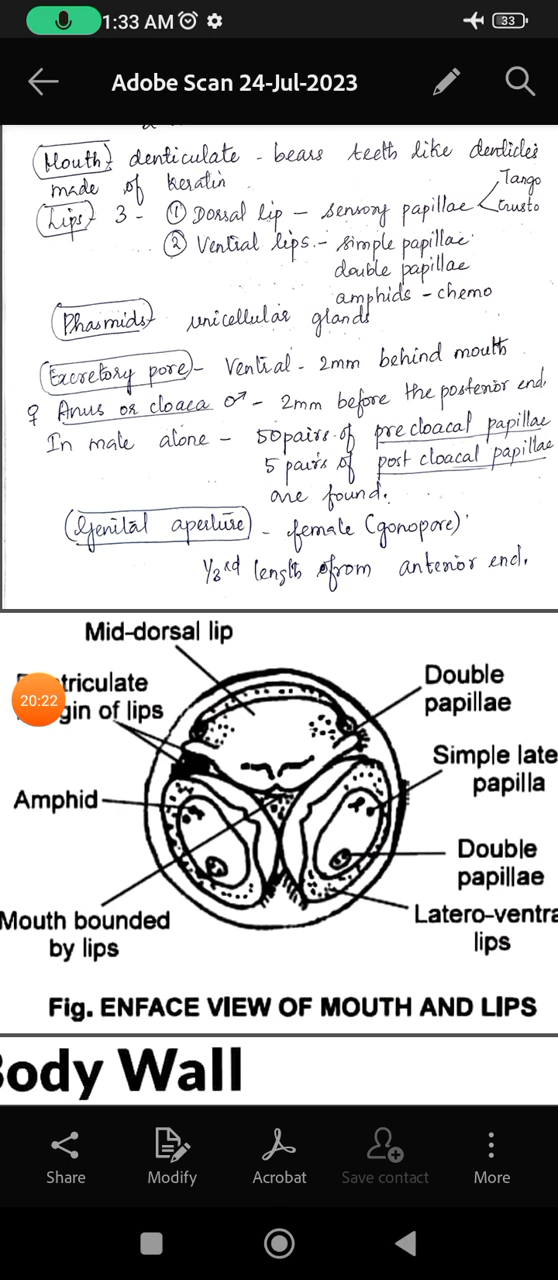 1:33 AM
33
Adobe Scan 24-Jul-2023
Mouth} denticulate - bears teeth like denticles
made of keratin
Lips} 3 - ① Dorsal lip - sensory papillae < Tango
Gusto
② Ventral lips - simple papillae
double papillae
amphids - chemo
Phasmids} unicellular glands
Excretory pore - Ventral - 2mm behind mouth
♀ Anus or cloaca ♂ - 2mm before the posterior end.
In male alone - 50 pairs of pre cloacal papillae
5 pairs of post cloacal papillae
are found.
Genital aperture - female (gonopore)
1/3rd length from anterior end.
Mid-dorsal lip
triculate
gin of lips
20:22
Double
papillae
Simple late
papilla
Amphid
Double
papillae
Mouth bounded
by lips
Latero-ventra
lips
Fig. ENFACE VIEW OF MOUTH AND LIPS
Body Wall
Share
Modify
Acrobat
Save contact
More